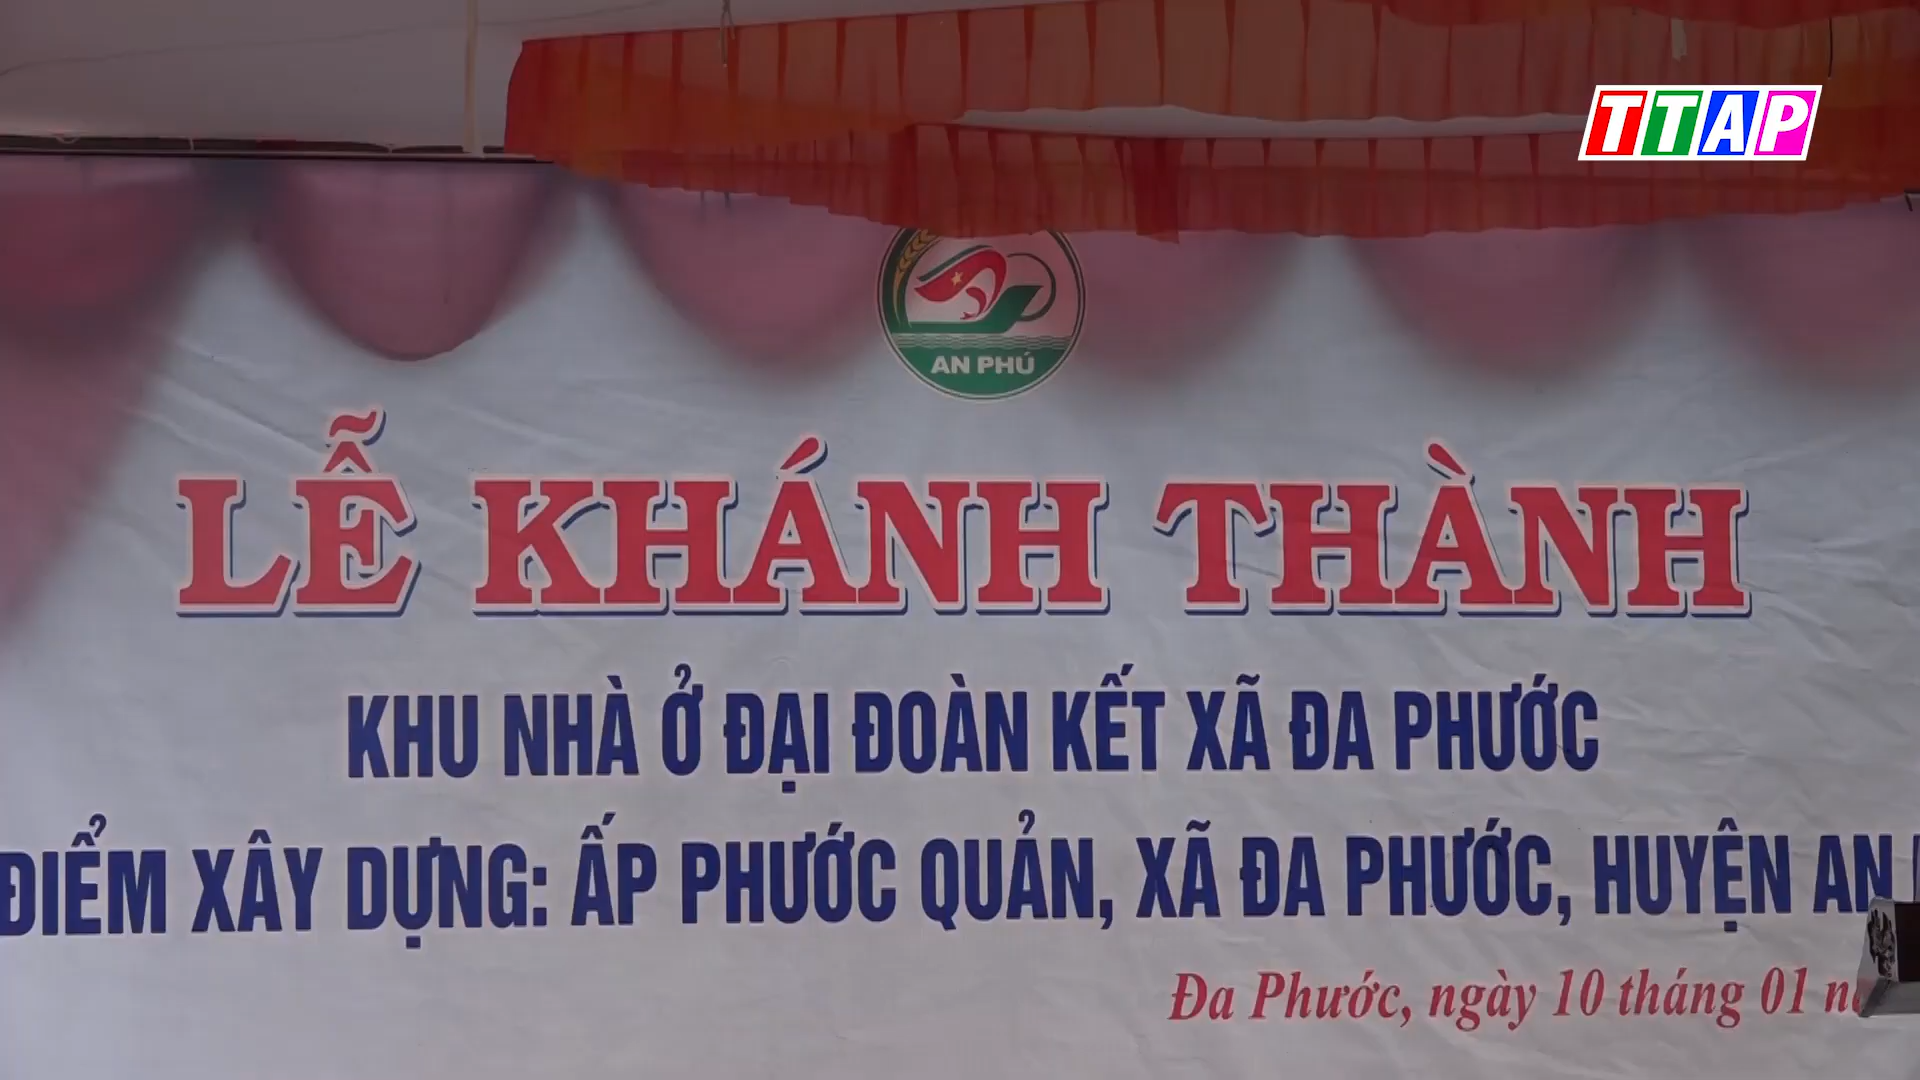 TTAP
AN PHÚ
LỄ KHÁNH THÀNH
KHU NHÀ Ở ĐẠI ĐOÀN KẾT XÃ ĐA PHƯỚC
ĐIỂM XÂY DỰNG: ẤP PHƯỚC QUẢN, XÃ ĐA PHƯỚC, HUYỆN AN
Đa Phước, ngày 10 tháng 01